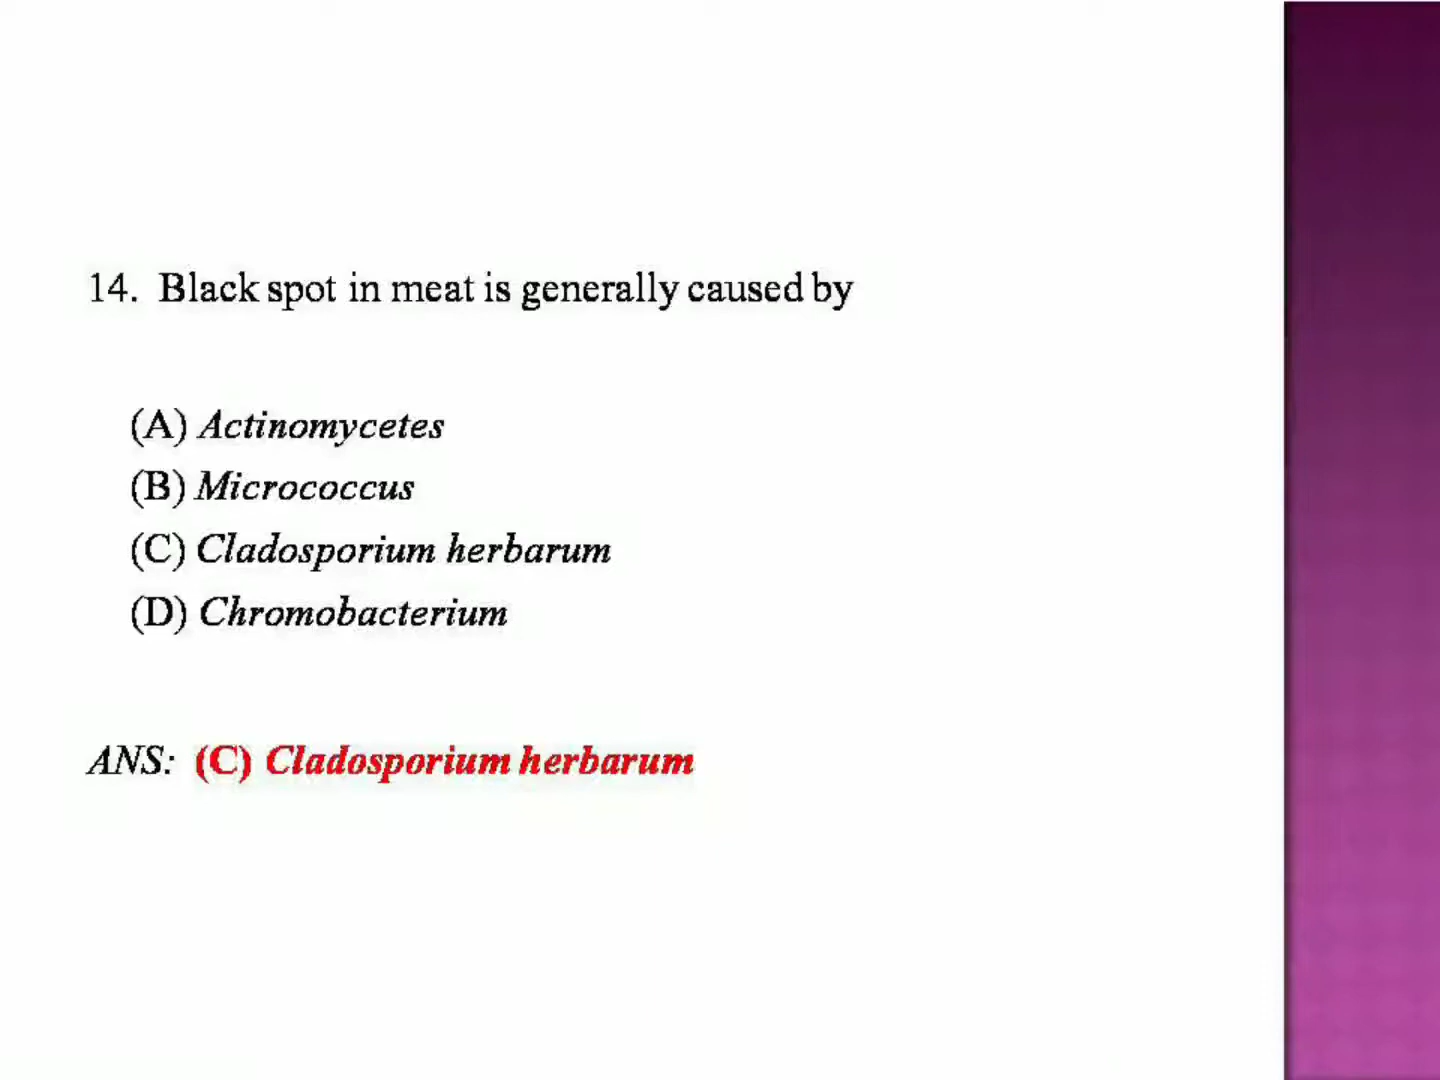 14. Black spot in meat is generally caused by
(A) Actinomycetes
(B) Micrococcus
(C) Cladosporium herbarum
(D) Chromobacterium
ANS: (C) Cladosporium herbarum